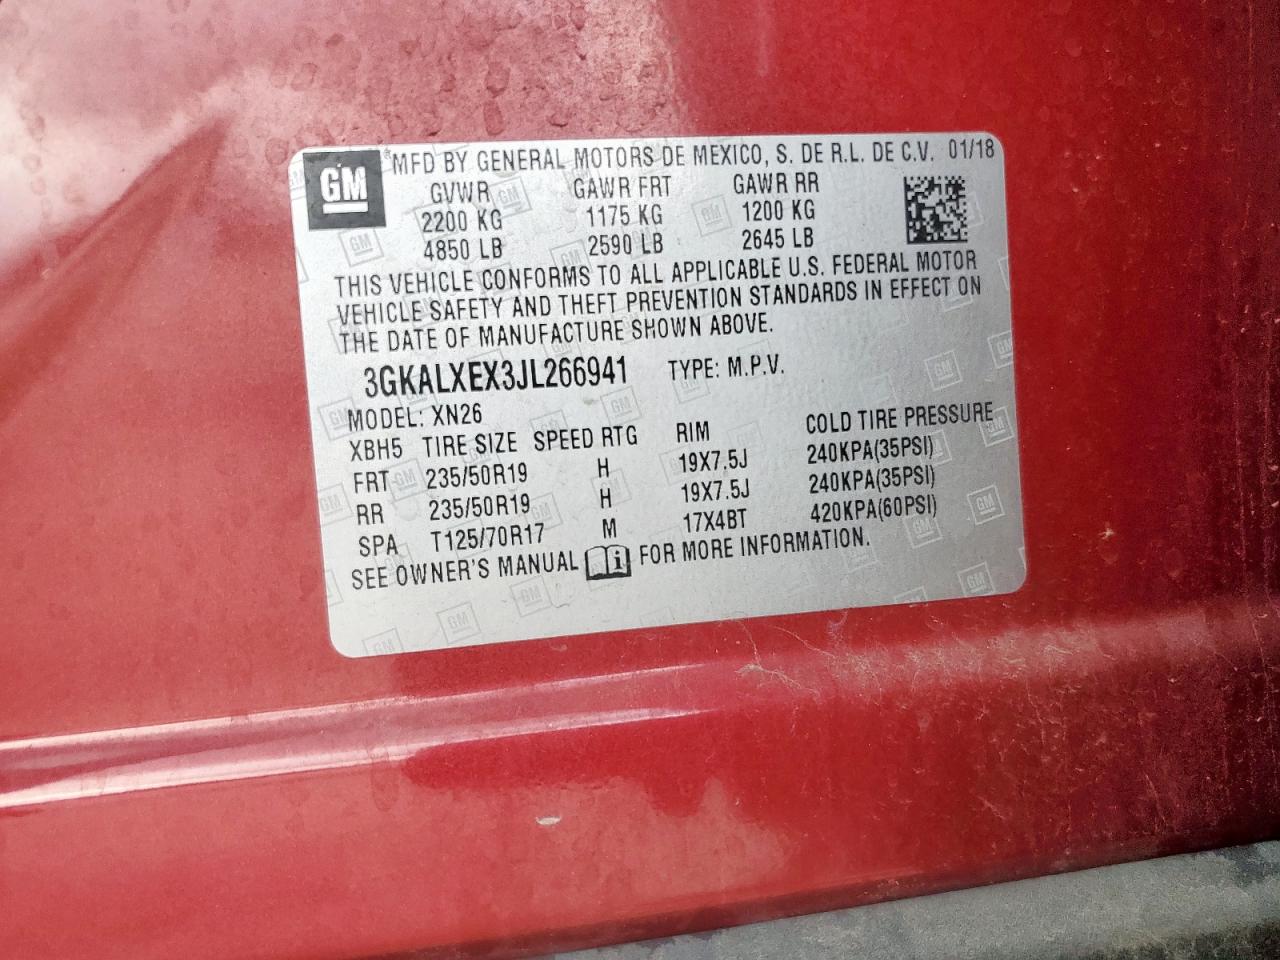 GM MFD BY GENERAL MOTORS DE MEXICO, S. DE R.L. DE C.V. 01/18
GVWR GAWR FRT GAWR RR
2200 KG 1175 KG 1200 KG
4850 LB 2590 LB 2645 LB
THIS VEHICLE CONFORMS TO ALL APPLICABLE U.S. FEDERAL MOTOR
VEHICLE SAFETY AND THEFT PREVENTION STANDARDS IN EFFECT ON
THE DATE OF MANUFACTURE SHOWN ABOVE.
3GKALXEX3JL266941 TYPE: M.P.V.
MODEL: XN26
XBH5 TIRE SIZE SPEED RTG RIM COLD TIRE PRESSURE
FRT 235/50R19 H 19X7.5J 240KPA(35PSI)
RR 235/50R19 H 19X7.5J 240KPA(35PSI)
SPA T125/70R17 M 17X4BT 420KPA(60PSI)
SEE OWNER'S MANUAL i FOR MORE INFORMATION.